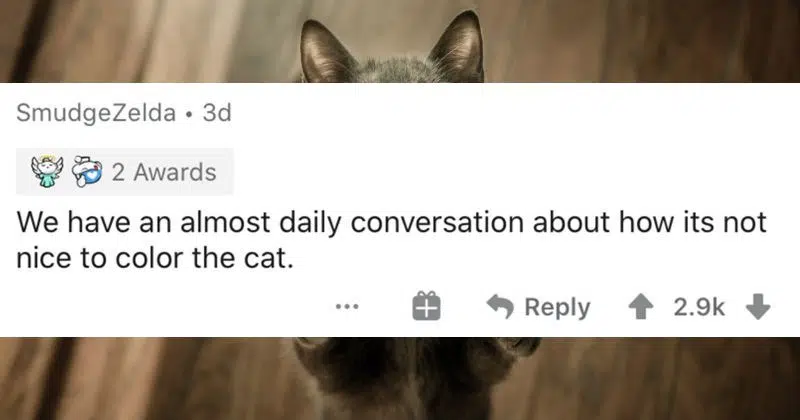 SmudgeZelda • 3d
2 Awards
We have an almost daily conversation about how its not
nice to color the cat.
... Reply 2.9k